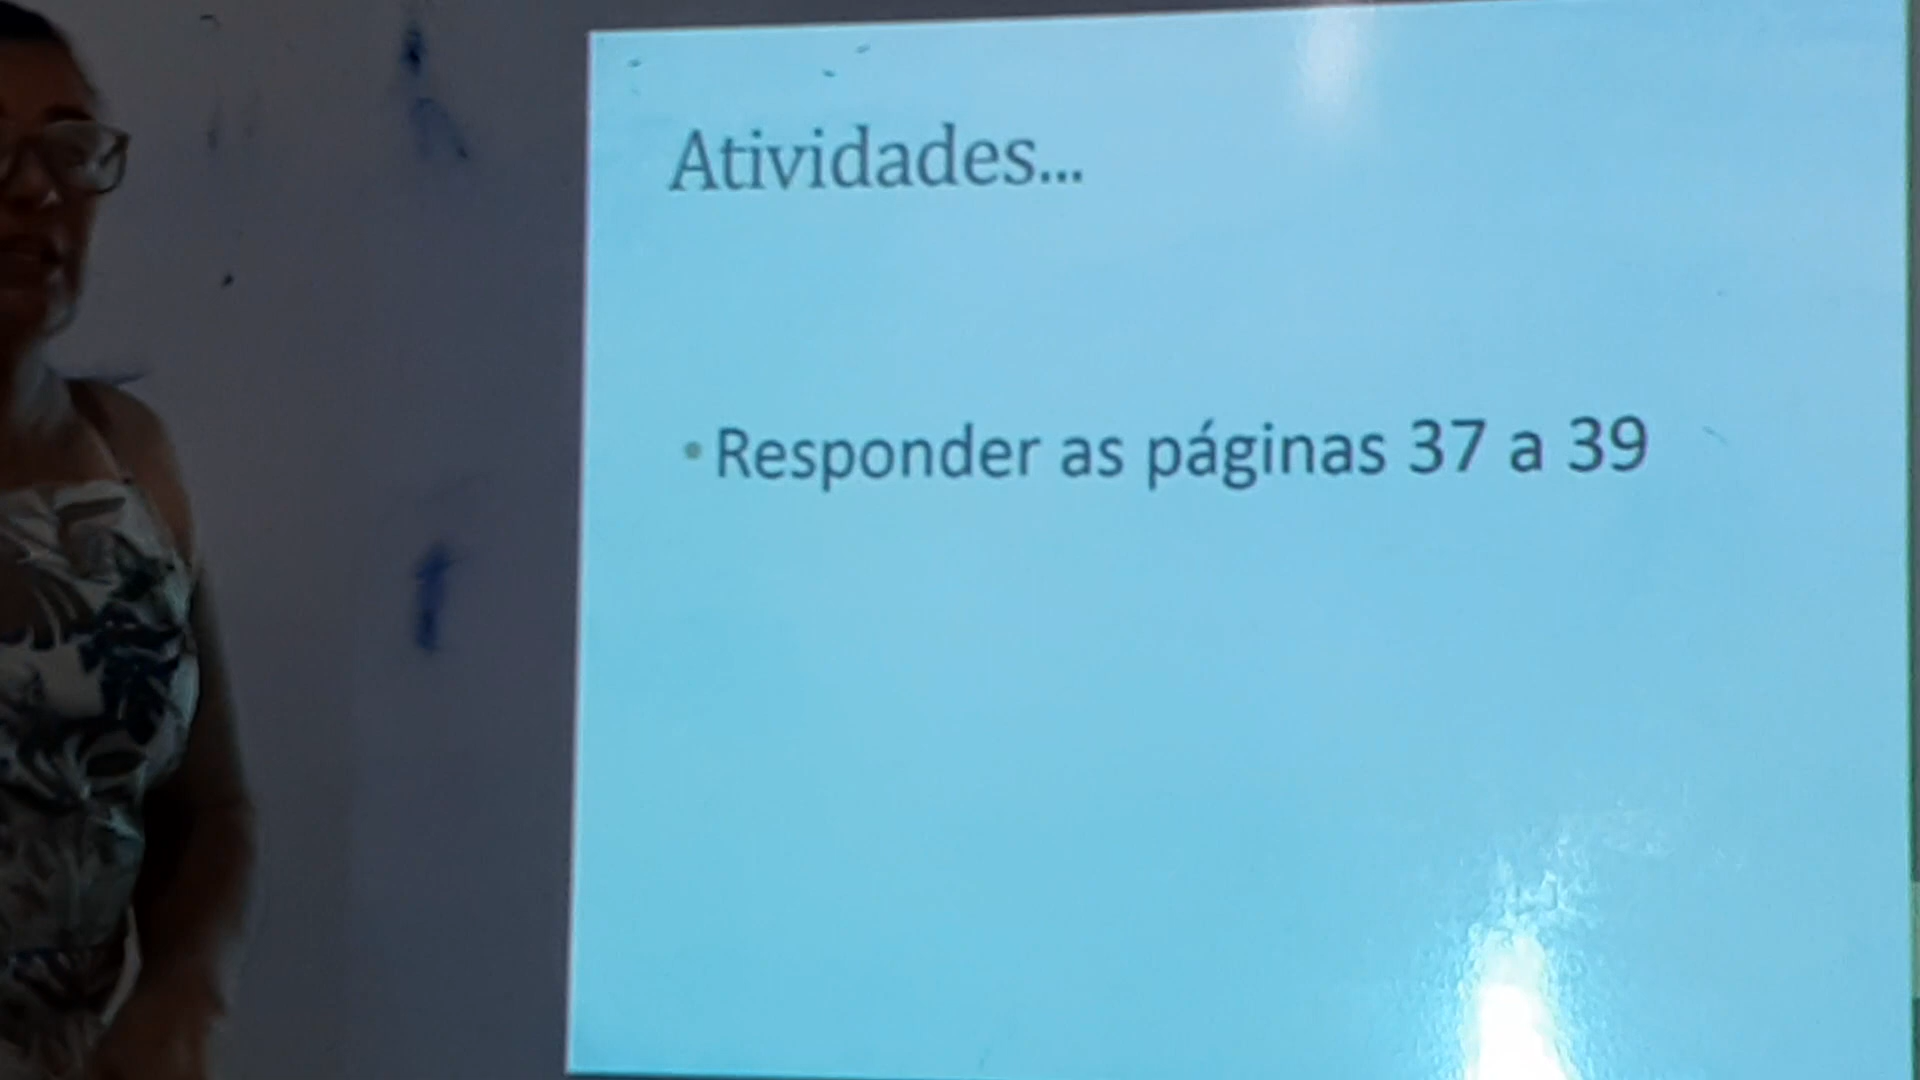 Atividades...
• Responder as páginas 37 a 39